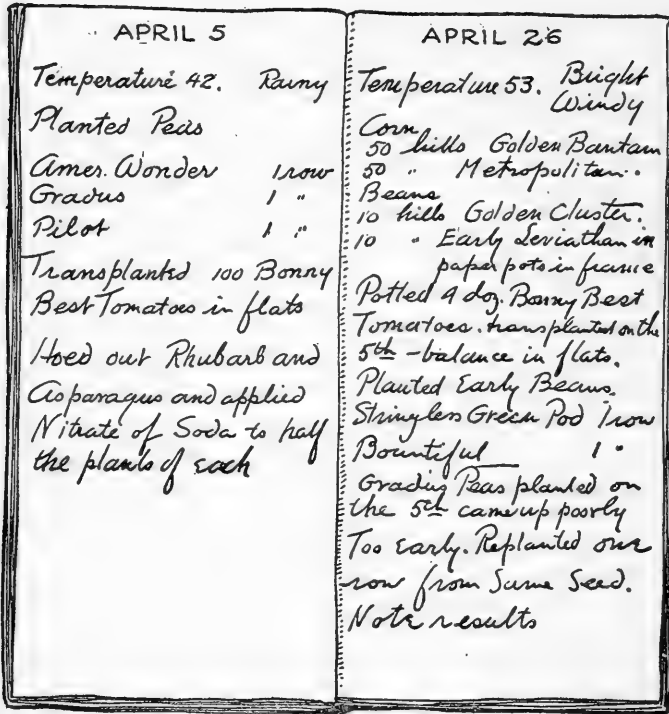 APRIL 5
Temperature 42. Rainy
Planted Peas
Amer. Wonder 1 row
Gradus 1 "
Pilot 1 "
Transplanted 100 Bonny
Best Tomatoes in flats
Hoed out Rhubarb and
Asparagus and applied
Nitrate of Soda to half
the plants of each
APRIL 26
Temperature 53. Bright
Windy
Corn
50 hills Golden Bantam
50 " Metropolitan.
Beans
10 hills Golden Cluster.
10 " Early Leviathan in
paper pots in frame
Potted 4 doz. Bonny Best
Tomatoes. transplanted on the
5th - balance in flats.
Planted Early Beans.
Stringless Green Pod 1 row
Bountiful 1 "
Gradus Peas planted on
the 5th came up poorly
Too Early. Replanted one
row from Same Seed.
Note results